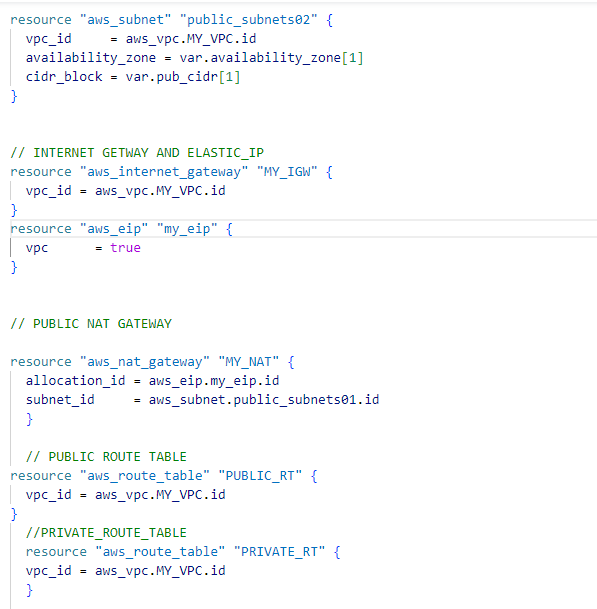 resource "aws_subnet" "public_subnets02" {
  vpc_id     = aws_vpc.MY_VPC.id
  availability_zone = var.availability_zone[1]
  cidr_block = var.pub_cidr[1]
}
// INTERNET GETWAY AND ELASTIC_IP
resource "aws_internet_gateway" "MY_IGW" {
  vpc_id = aws_vpc.MY_VPC.id
}
resource "aws_eip" "my_eip" {
  vpc      = true
}
// PUBLIC NAT GATEWAY
resource "aws_nat_gateway" "MY_NAT" {
  allocation_id = aws_eip.my_eip.id
  subnet_id     = aws_subnet.public_subnets01.id
  }
  // PUBLIC ROUTE TABLE
resource "aws_route_table" "PUBLIC_RT" {
  vpc_id = aws_vpc.MY_VPC.id
}
  //PRIVATE_ROUTE_TABLE
  resource "aws_route_table" "PRIVATE_RT" {
  vpc_id = aws_vpc.MY_VPC.id
  }